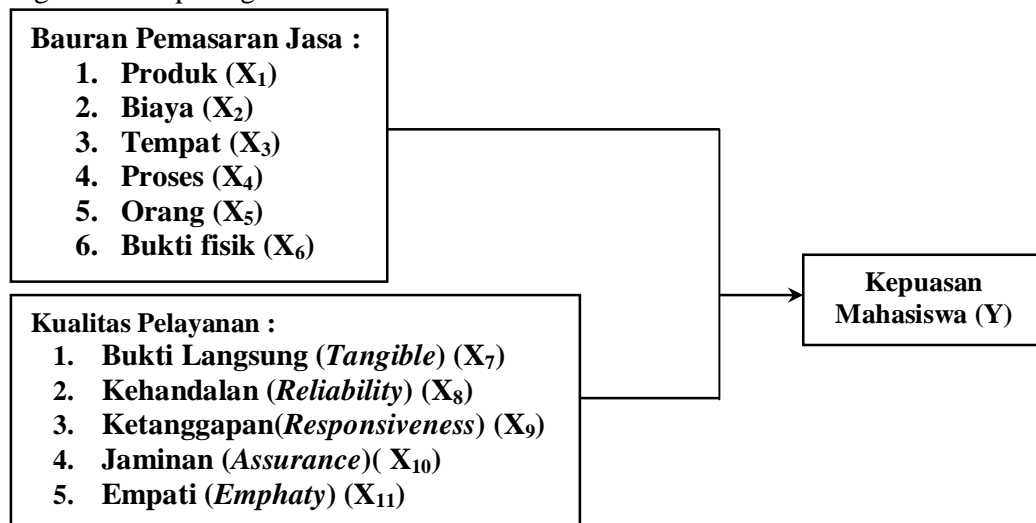 Bauran Pemasaran Jasa :
1. Produk (X₁)
2. Biaya (X₂)
3. Tempat (X₃)
4. Proses (X₄)
5. Orang (X₅)
6. Bukti fisik (X₆)
Kualitas Pelayanan :
1. Bukti Langsung (Tangible) (X₇)
2. Kehandalan (Reliability) (X₈)
3. Ketanggapan(Responsiveness) (X₉)
4. Jaminan (Assurance)( X₁₀)
5. Empati (Emphaty) (X₁₁)
Kepuasan
Mahasiswa (Y)